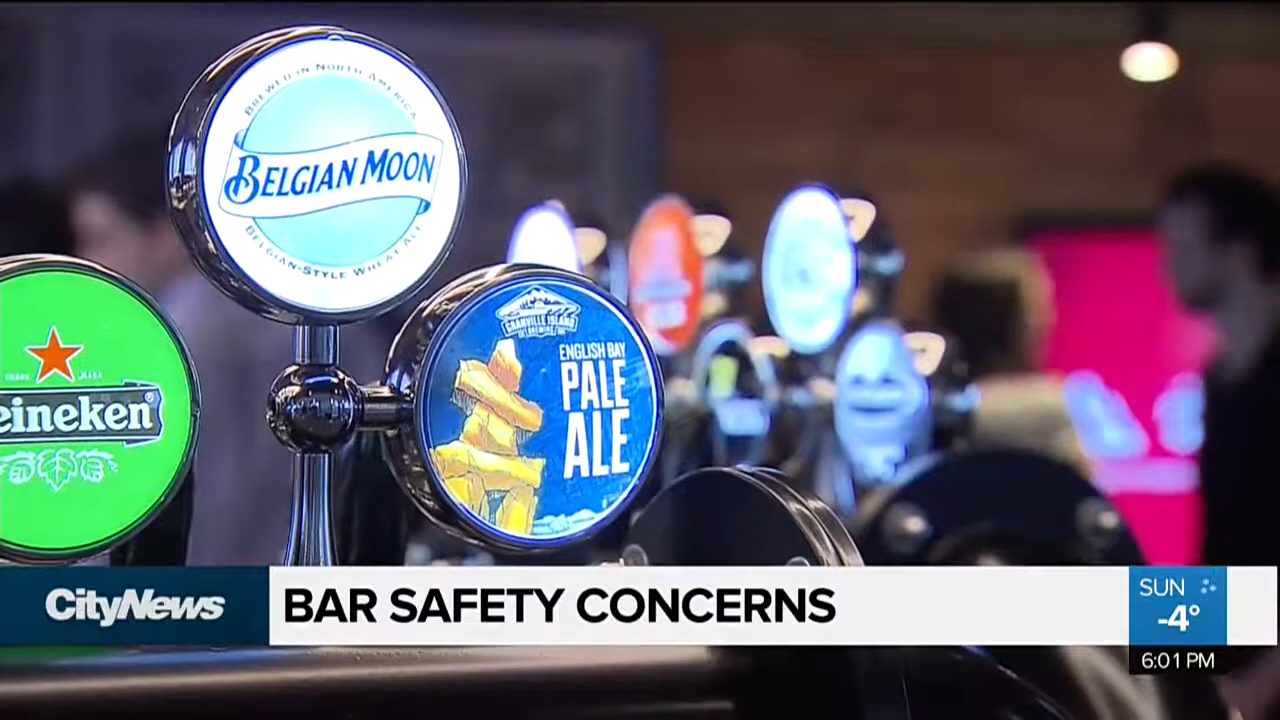 BREWED IN NORTH AMERICA
BELGIAN MOON
BELGIAN-STYLE WHEAT ALE
TRADE MARK
eineken®
GRANVILLE ISLAND
BREWING
ENGLISH BAY
PALE
ALE
CityNews
BAR SAFETY CONCERNS
SUN
-4°
6:01 PM